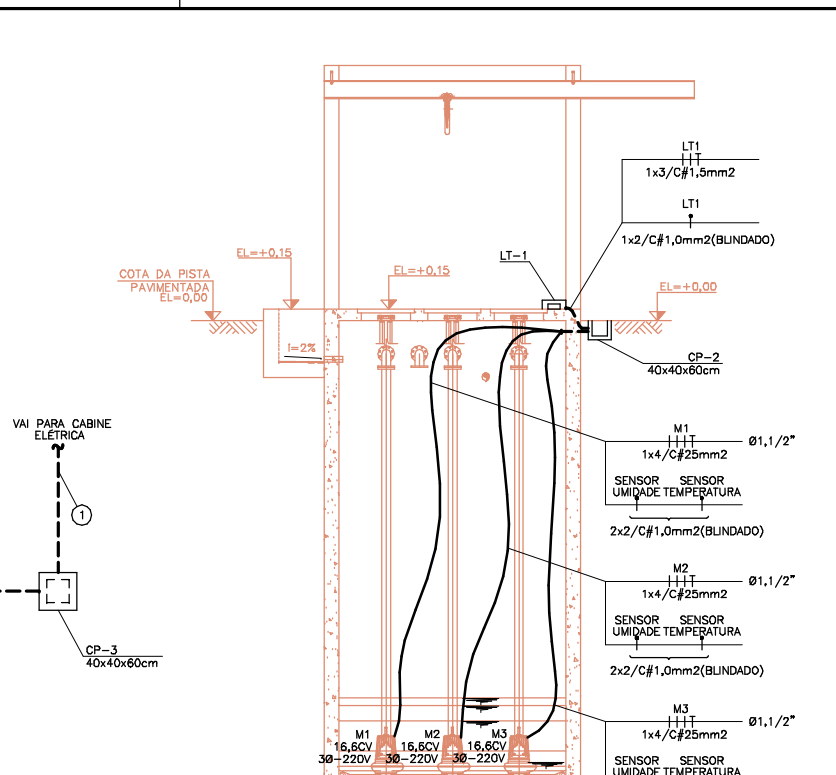 LT1
1x3/C#1,5mm2
LT1
1x2/C#1,0mm2(BLINDADO)
EL=+0,15
LT-1
COTA DA PISTA
PAVIMENTADA
EL=0,00
EL=+0,15
EL=+0,00
I=2%
CP-2
40x40x60cm
VAI PARA CABINE
ELÉTRICA
M1
Ø1,1/2"
1x4/C#25mm2
SENSOR SENSOR
UMIDADE TEMPERATURA
1
2x2/C#1,0mm2(BLINDADO)
M2
Ø1,1/2"
1x4/C#25mm2
SENSOR SENSOR
UMIDADE TEMPERATURA
CP-3
40x40x60cm
2x2/C#1,0mm2(BLINDADO)
M3
Ø1,1/2"
1x4/C#25mm2
M1 M2 M3
16,6CV 16,6CV 16,6CV
3Ø-220V 3Ø-220V 3Ø-220V
SENSOR SENSOR
UMIDADE TEMPERATURA